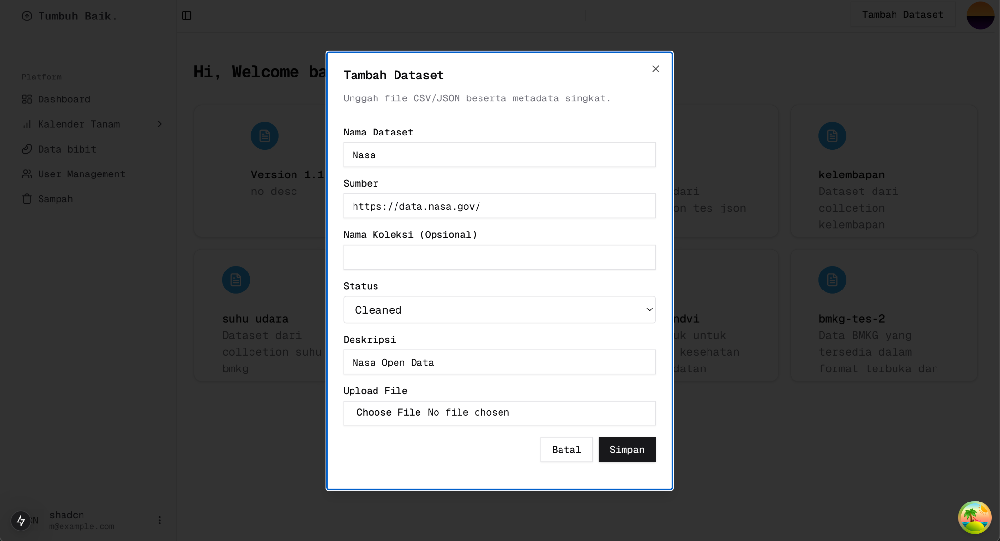 Tumbuh Baik.
Tambah Dataset
Platform
Dashboard
Kalender Tanam
Data bibit
User Management
Sampah
Hi, Welcome ba
Version 1.1
no desc
dari
on tes json
kelembapan
Dataset dari
collcetion
kelembapan
suhu udara
Dataset dari
collcetion suhu
bmkg
ndvi
uk untuk
kesehatan
datan
bmkg-tes-2
Data BMKG yang
tersedia dalam
format terbuka dan
Tambah Dataset
Unggah file CSV/JSON beserta metadata singkat.
Nama Dataset
Nasa
Sumber
https://data.nasa.gov/
Nama Koleksi (Opsional)
Status
Cleaned
Deskripsi
Nasa Open Data
Upload File
Choose File No file chosen
Batal
Simpan
CN
shadcn
m@example.com